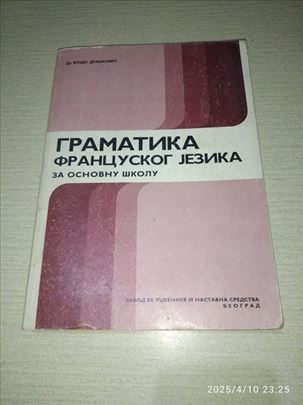 Др ВЛАДО ДРАШКОВИЋ
ГРАМАТИКА
ФРАНЦУСКОГ ЈЕЗИКА
ЗА ОСНОВНУ ШКОЛУ
ЗАВОД ЗА УЏБЕНИКЕ И НАСТАВНА СРЕДСТВА
БЕОГРАД
2025/4/10 23:25